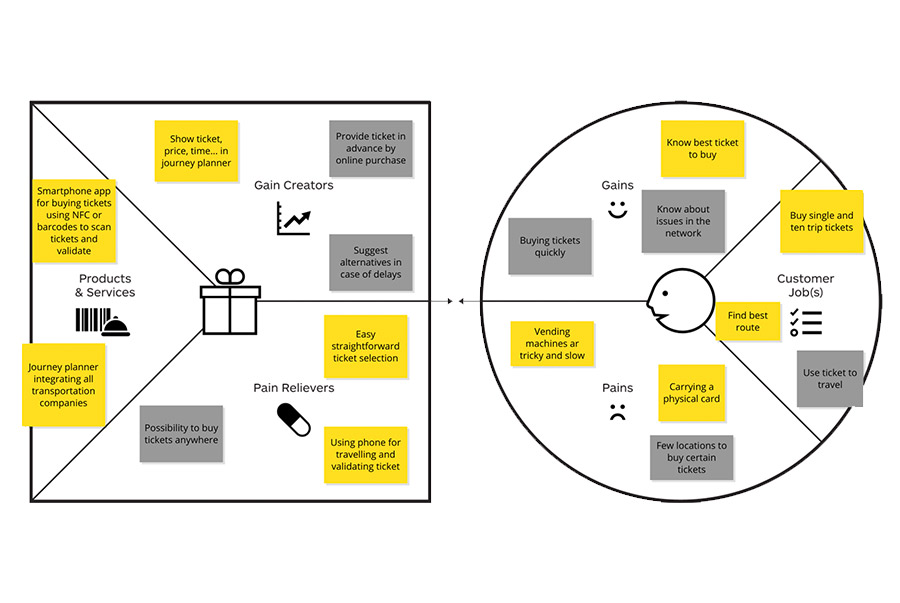 Show ticket,
price, time... in
journey planner
Provide ticket in
advance by
online purchase
Gain Creators
Smartphone app
for buying tickets
using NFC or
barcodes to scan
tickets and
validate
Suggest
alternatives in
case of delays
Products
& Services
Easy
straightforward
ticket selection
Journey planner
integrating all
transportation
companies
Pain Relievers
Possibility to buy
tickets anywhere
Using phone for
travelling and
validating ticket
Know best ticket
to buy
Gains
Know about
issues in the
network
Buying tickets
quickly
Buy single and
ten trip tickets
Customer
Job(s)
Find best
route
Use ticket to
travel
Vending
machines ar
tricky and slow
Pains
Carrying a
physical card
Few locations to
buy certain
tickets